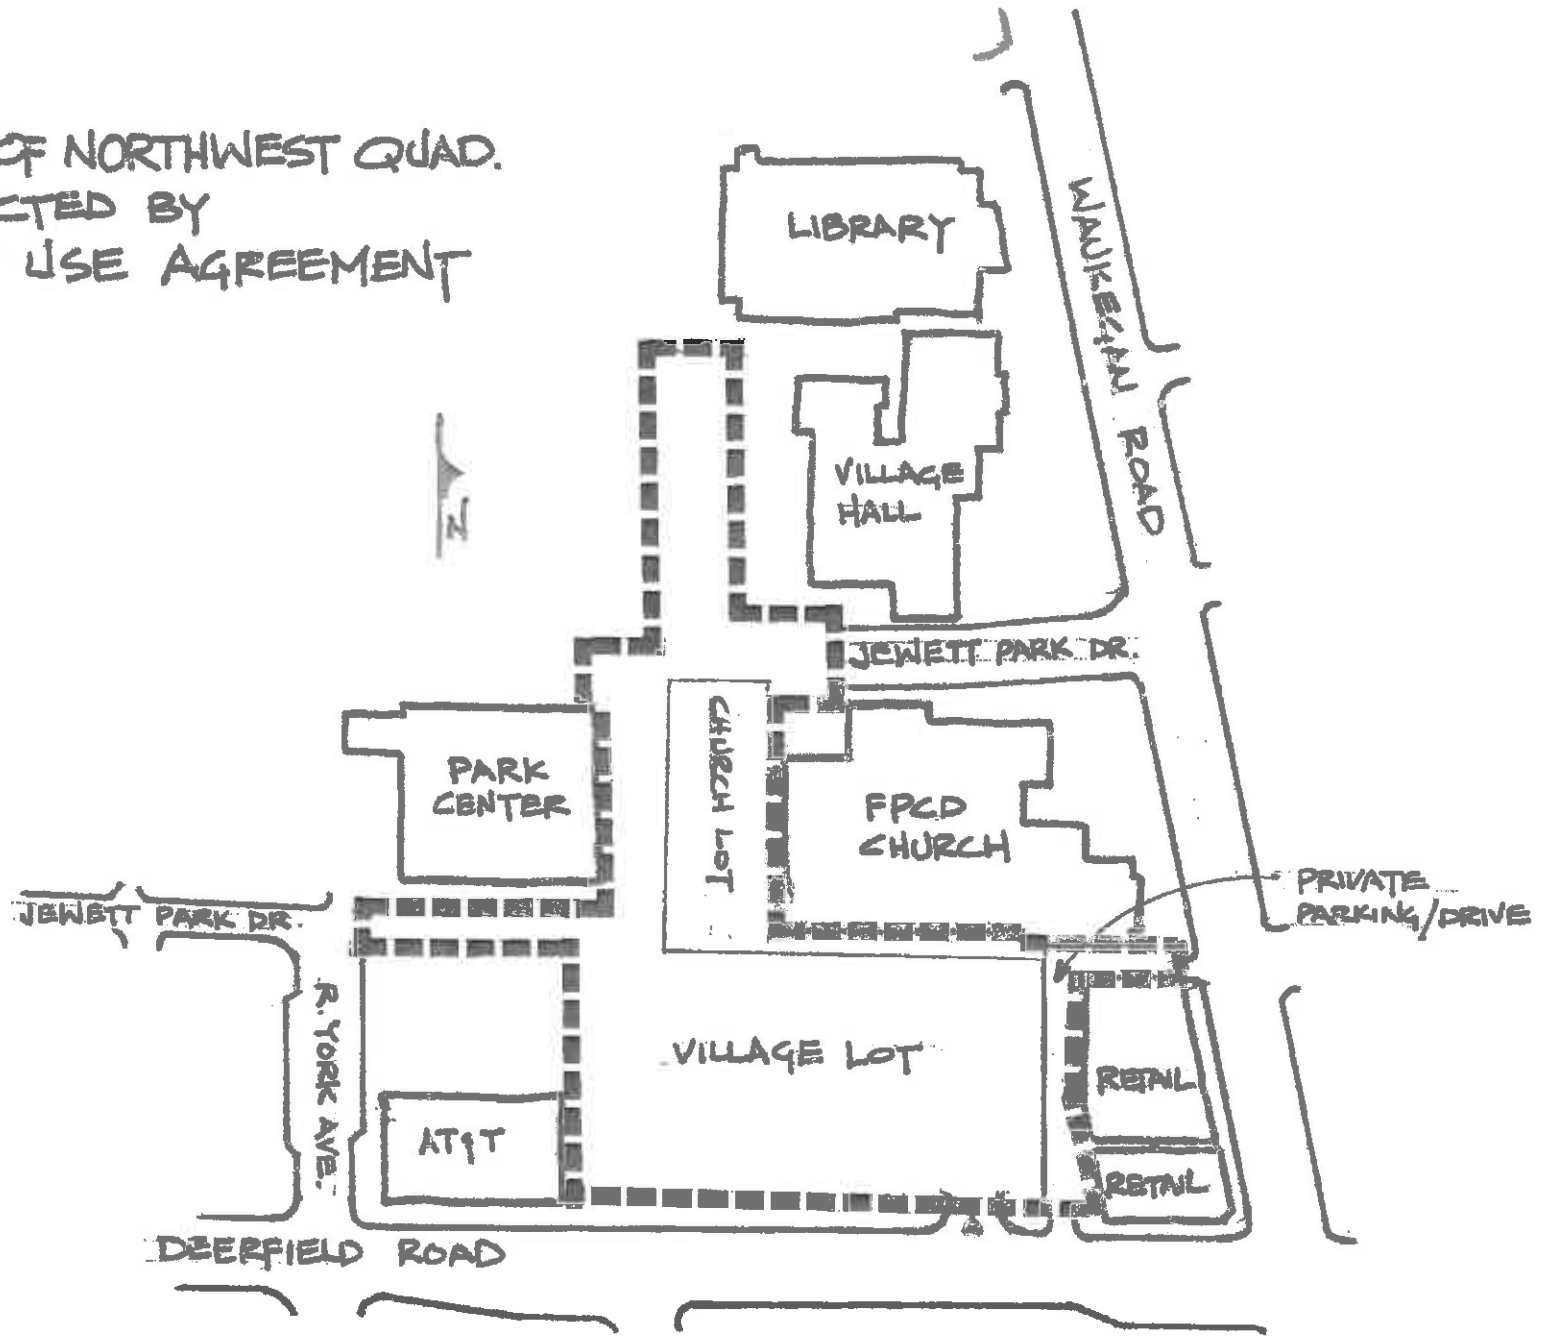 OF NORTHWEST QUAD.
CTED BY
USE AGREEMENT
LIBRARY
WAUKEGAN ROAD
N
VILLAGE
HALL
JEWETT PARK DR.
CHURCH LOT
PARK
CENTER
FPCD
CHURCH
PRIVATE
PARKING/DRIVE
JEWETT PARK DR.
R. YORK AVE.
VILLAGE LOT
RETAIL
AT&T
RETAIL
DEERFIELD ROAD